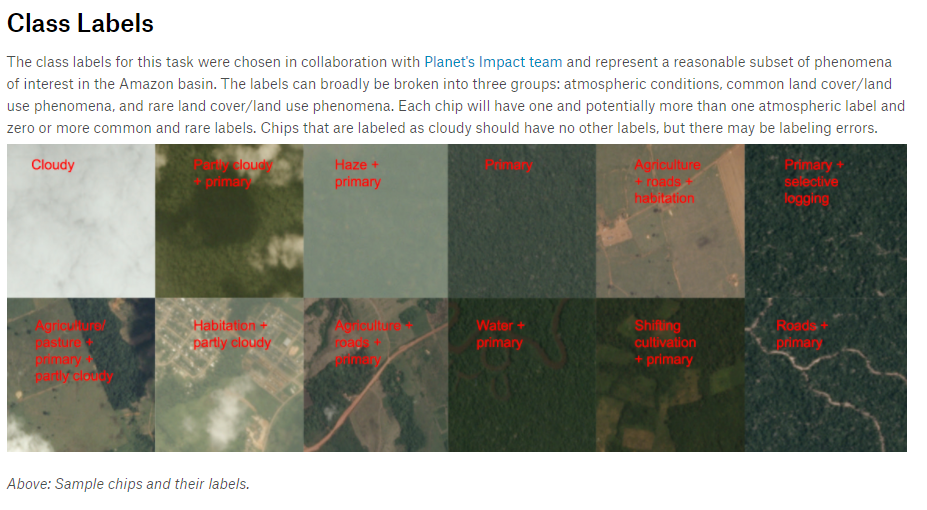 Class Labels
The class labels for this task were chosen in collaboration with Planet's Impact team and represent a reasonable subset of phenomena
of interest in the Amazon basin. The labels can broadly be broken into three groups: atmospheric conditions, common land cover/land
use phenomena, and rare land cover/land use phenomena. Each chip will have one and potentially more than one atmospheric label and
zero or more common and rare labels. Chips that are labeled as cloudy should have no other labels, but there may be labeling errors.
Cloudy
Partly cloudy
+ primary
Haze +
primary
Primary
Agriculture
+ roads +
habitation
Primary +
selective
logging
Agriculture/
pasture +
primary +
partly cloudy
Habitation +
partly cloudy
Agriculture +
roads +
primary
Water +
primary
Shifting
cultivation
+ primary
Roads +
primary
Above: Sample chips and their labels.